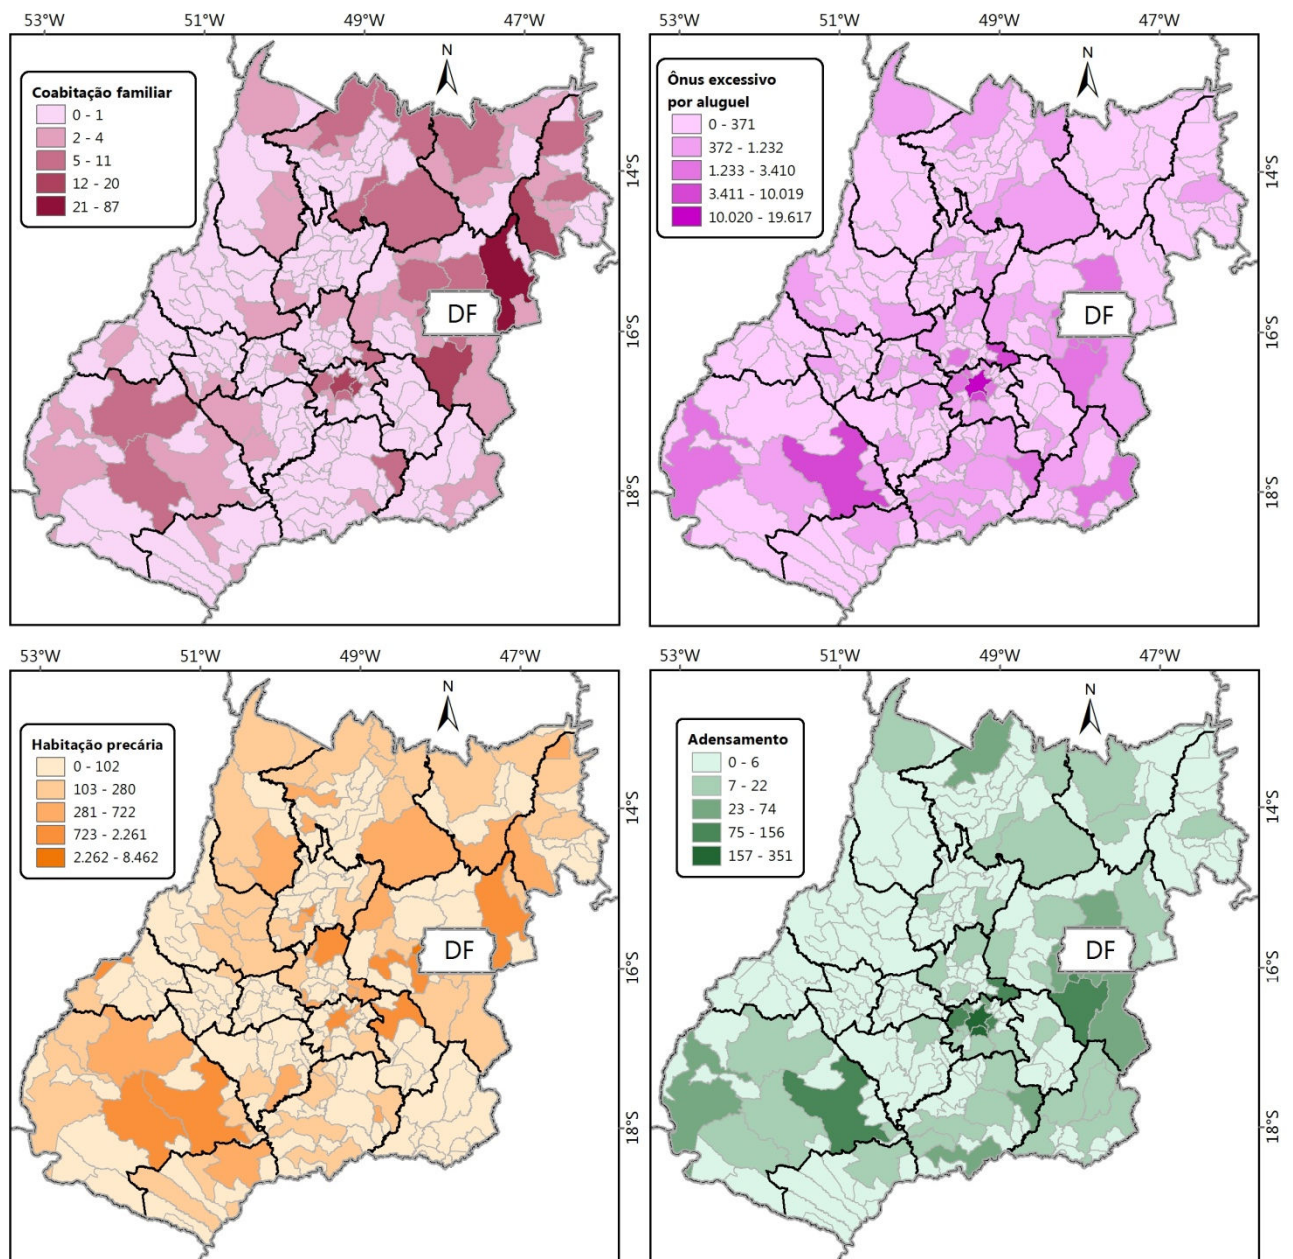 53°W 51°W 49°W 47°W
N
Coabitação familiar
0 - 1
2 - 4
5 - 11
12 - 20
21 - 87
DF
53°W 51°W 49°W 47°W
N
Ônus excessivo
por aluguel
0 - 371
372 - 1.232
1.233 - 3.410
3.411 - 10.019
10.020 - 19.617
DF
14°S
16°S
18°S
14°S
16°S
18°S
53°W 51°W 49°W 47°W
N
Habitação precária
0 - 102
103 - 280
281 - 722
723 - 2.261
2.262 - 8.462
DF
53°W 51°W 49°W 47°W
N
Adensamento
0 - 6
7 - 22
23 - 74
75 - 156
157 - 351
DF
14°S
16°S
18°S
14°S
16°S
18°S